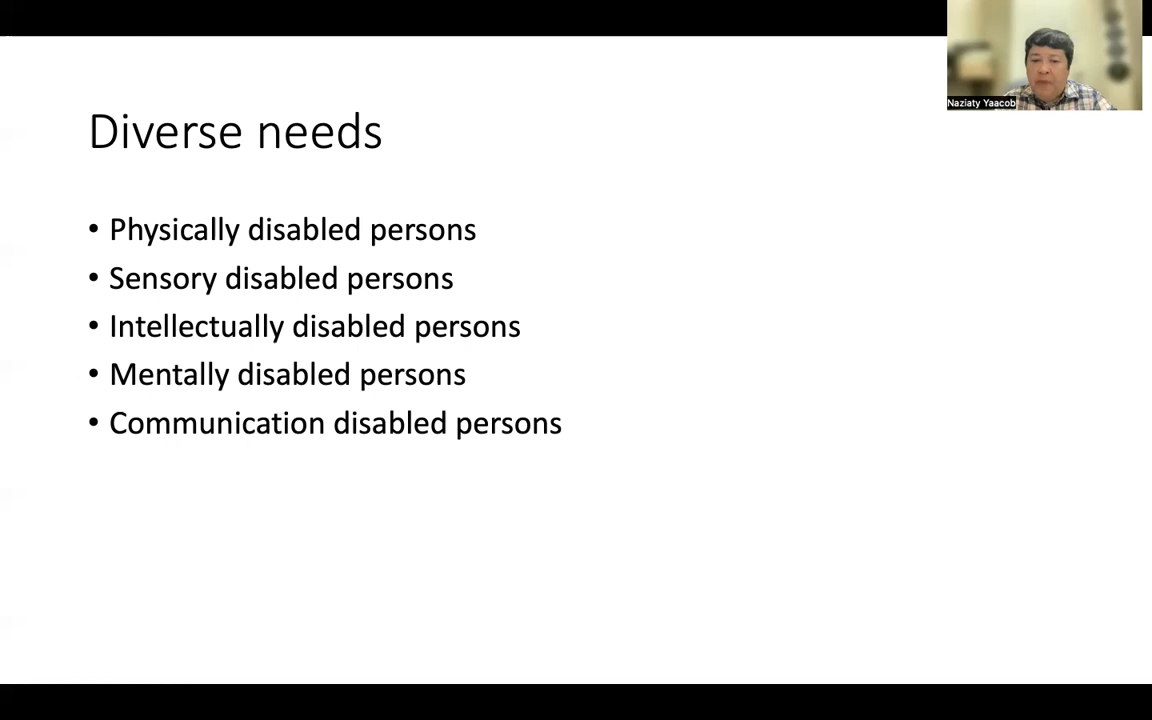 Naziaty Yaacob
Diverse needs
• Physically disabled persons
• Sensory disabled persons
• Intellectually disabled persons
• Mentally disabled persons
• Communication disabled persons